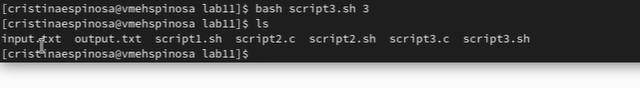 [cristinaespinosa@vmehspinosa lab11]$ bash script3.sh 3
[cristinaespinosa@vmehspinosa lab11]$ ls
input.txt  output.txt  script1.sh  script2.c  script2.sh  script3.c  script3.sh
[cristinaespinosa@vmehspinosa lab11]$